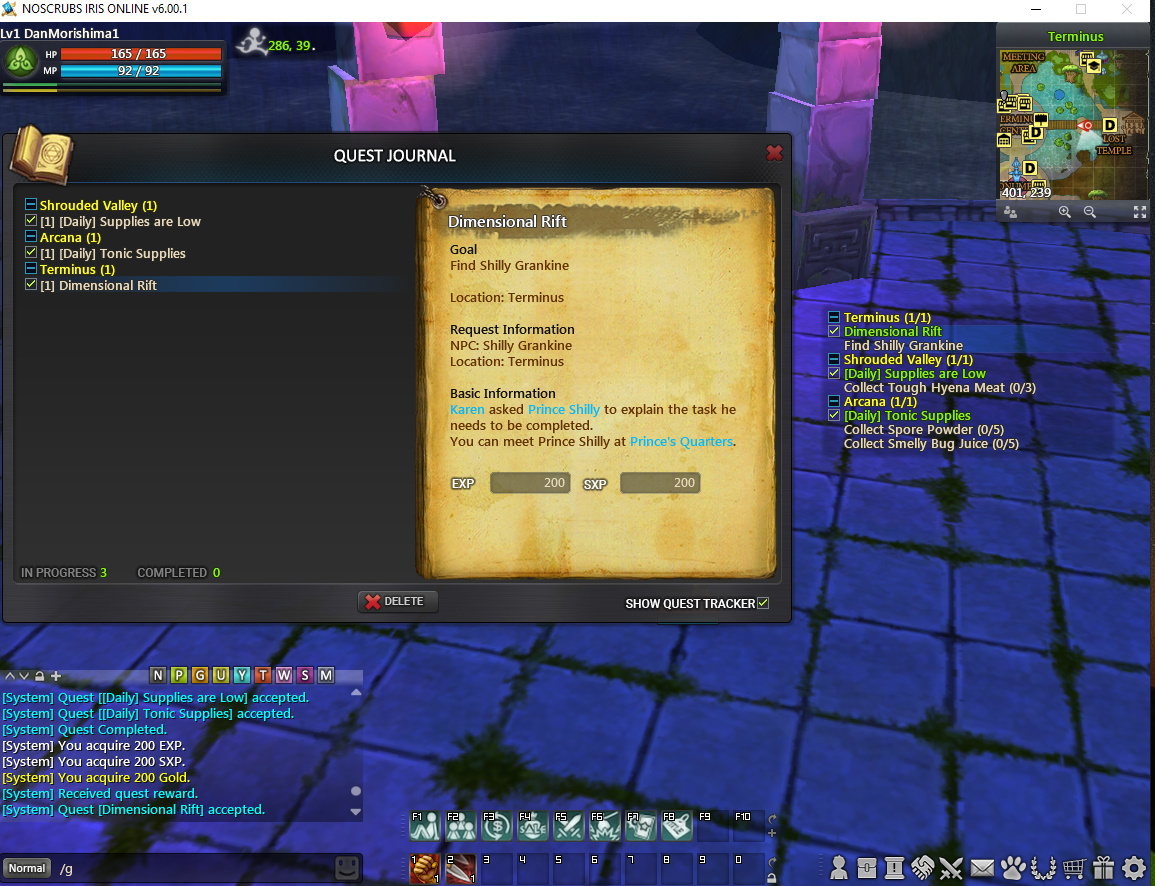 NOSCRUBS IRIS ONLINE v6.00.1
Lv1 DanMorishima1
HP 165 / 165
MP 92 / 92
286, 39.
Terminus
MEETING
AREA
D
D
LOST
TEMPLE
D
401, 239
QUEST JOURNAL
Shrouded Valley (1)
[1] [Daily] Supplies are Low
Arcana (1)
[1] [Daily] Tonic Supplies
Terminus (1)
[1] Dimensional Rift
IN PROGRESS 3 COMPLETED 0
Dimensional Rift
Goal
Find Shilly Grankine
Location: Terminus
Request Information
NPC: Shilly Grankine
Location: Terminus
Basic Information
Karen asked Prince Shilly to explain the task he
needs to be completed.
You can meet Prince Shilly at Prince's Quarters.
EXP 200 SXP 200
DELETE
SHOW QUEST TRACKER
Terminus (1/1)
Dimensional Rift
Find Shilly Grankine
Shrouded Valley (1/1)
[Daily] Supplies are Low
Collect Tough Hyena Meat (0/3)
Arcana (1/1)
[Daily] Tonic Supplies
Collect Spore Powder (0/5)
Collect Smelly Bug Juice (0/5)
N P G U Y T W S M
[System] Quest [[Daily] Supplies are Low] accepted.
[System] Quest [[Daily] Tonic Supplies] accepted.
[System] Quest Completed.
[System] You acquire 200 EXP.
[System] You acquire 200 SXP.
[System] You acquire 200 Gold.
[System] Received quest reward.
[System] Quest [Dimensional Rift] accepted.
Normal /g
F1 F2 F3 F4 F5 F6 F7 F8 F9 F10
SALE
1 2 3 4 5 6 7 8 9 0
1 1